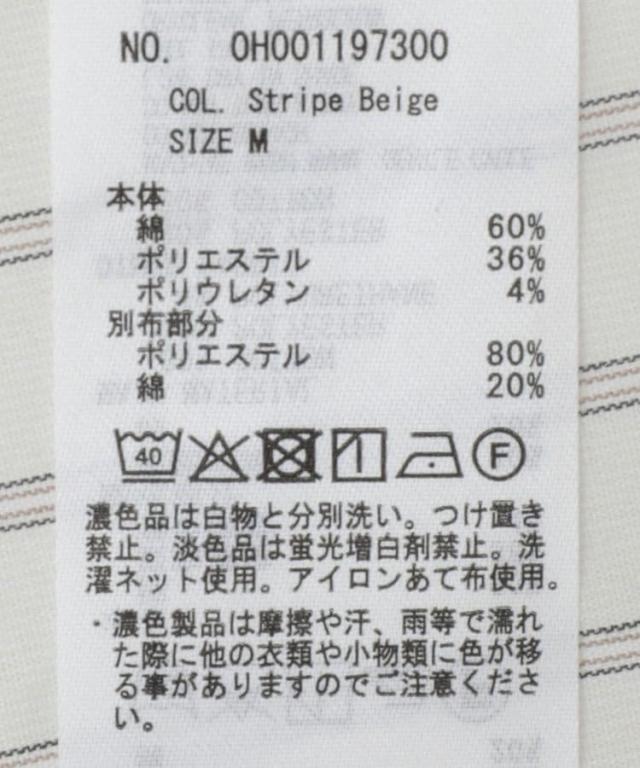 NO. OH001197300
COL. Stripe Beige
SIZE M
本体
綿 60%
ポリエステル 36%
ポリウレタン 4%
別布部分
ポリエステル 80%
綿 20%
40 F
濃色品は白物と分別洗い。つけ置き
禁止。淡色品は蛍光増白剤禁止。洗
濯ネット使用。アイロンあて布使用。
・濃色製品は摩擦や汗、雨等で濡れ
た際に他の衣類や小物類に色が移
る事がありますのでご注意くださ
い。